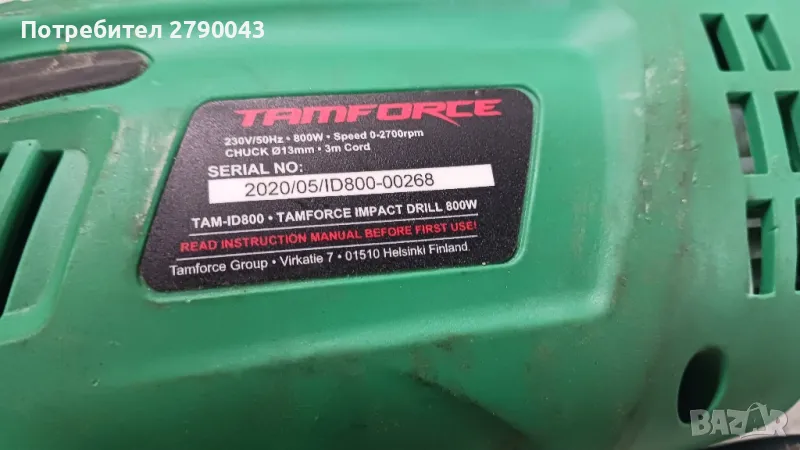 Потребител 2790043
TAMFORCE
230V/50Hz • 800W • Speed 0-2700rpm
CHUCK Ø13mm • 3m Cord
SERIAL NO:
2020/05/ID800-00268
TAM-ID800 • TAMFORCE IMPACT DRILL 800W
READ INSTRUCTION MANUAL BEFORE FIRST USE!
Tamforce Group • Virkatie 7 • 01510 Helsinki Finland.
BAZAR